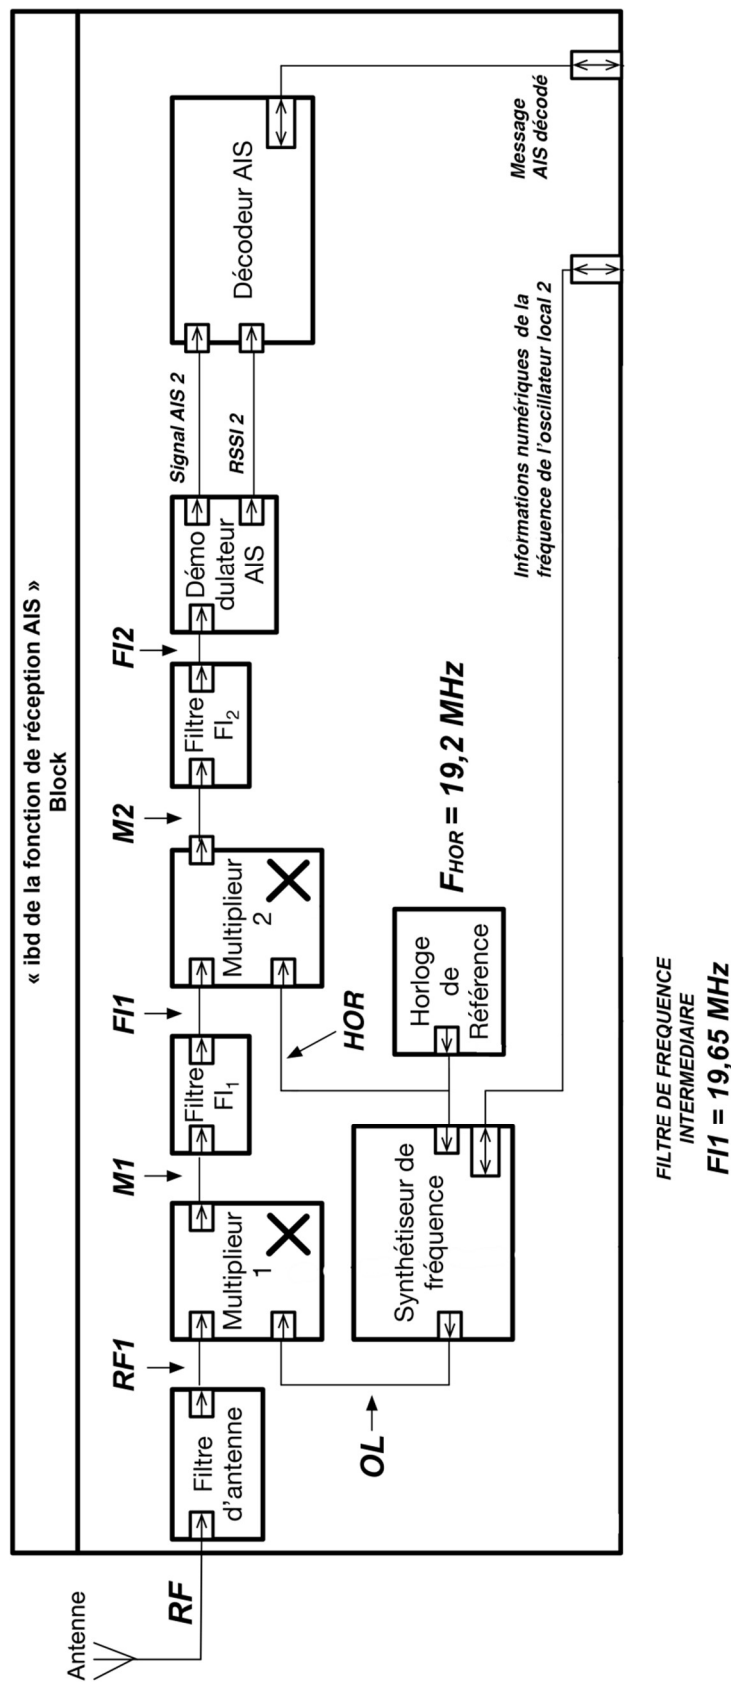 « ibd de la fonction de réception AIS »
Block
Antenne
RF
Filtre
d'antenne
RF1
Multiplieur
1
M1
Filtre
FI1
FI1
Multiplieur
2
M2
Filtre
FI2
FI2
Démo
dulateur
AIS
Signal AIS 2
RSSI 2
Décodeur AIS
OL
Synthétiseur de
fréquence
HOR
Horloge
de
Référence
FHOR = 19,2 MHz
Informations numériques de la
fréquence de l'oscillateur local 2
Message
AIS décodé
FILTRE DE FREQUENCE
INTERMEDIAIRE
FI1 = 19,65 MHz